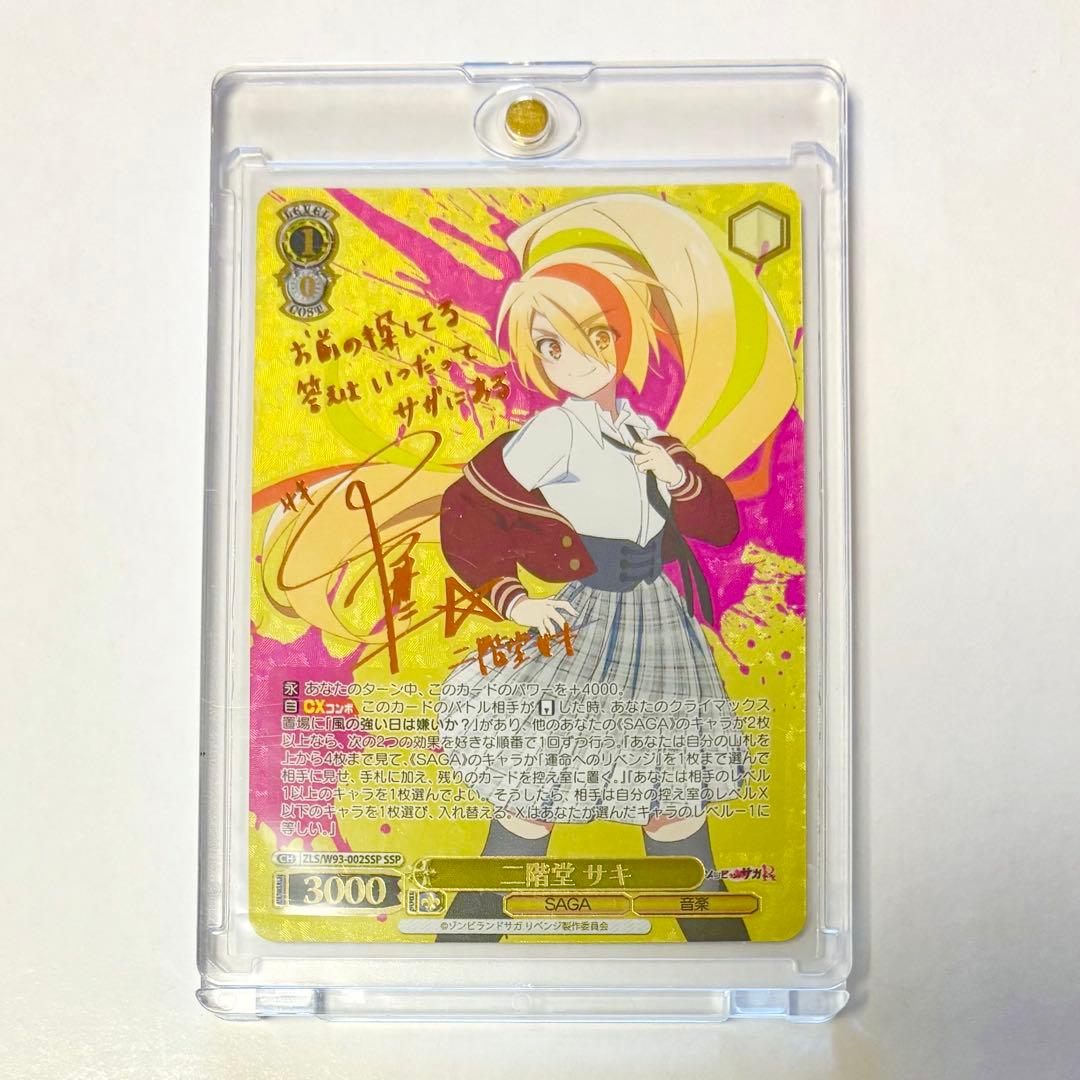 LEVEL
1
0
COST
お前の探してる
答えはいつだって
サガにある
サキ
二階堂サキ
永 あなたのターン中、このカードのパワーを+4000。
自 CXコンボ このカードのバトル相手が した時、あなたのクライマックス
置場に「風の強い日は嫌いか?」があり、他のあなたの《SAGA》のキャラが2枚
以上なら、次の2つの効果を好きな順番で1回ずつ行う。『あなたは自分の山札を
上から4枚まで見て、《SAGA》のキャラか「運命へのリベンジ」を1枚まで選んで
相手に見せ、手札に加え、残りのカードを控え室に置く。』『あなたは相手のレベル
1以上のキャラを1枚選んでよい。そうしたら、相手は自分の控え室のレベルX
以下のキャラを1枚選び、入れ替える。Xはあなたが選んだキャラのレベル-1に
等しい。』
CH ZLS/W93-002SSP SSP
3000
二階堂 サキ
ゾンビランドサガR
SAGA
音楽
©ゾンビランドサガ リベンジ製作委員会